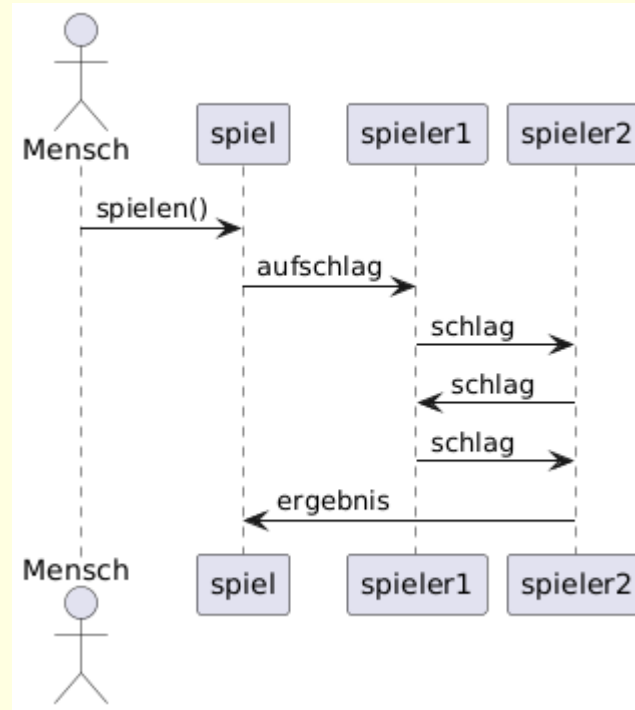 Mensch
spiel
spieler1
spieler2
spielen()
aufschlag
schlag
schlag
schlag
ergebnis
Mensch
spiel
spieler1
spieler2